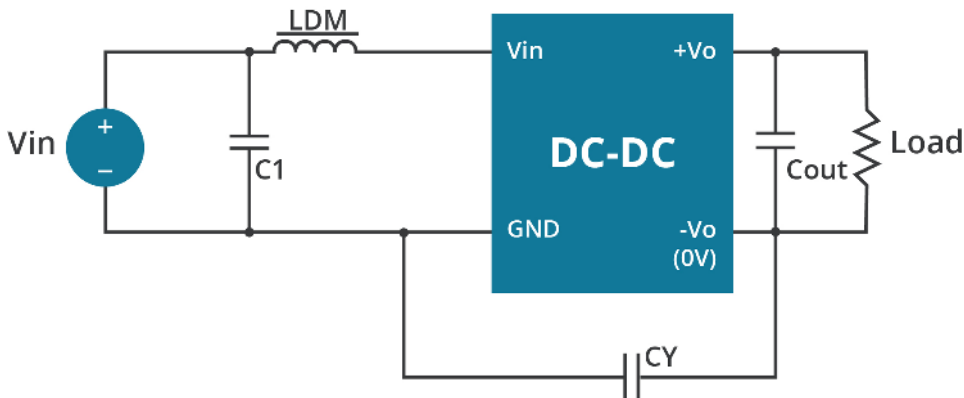 LDM
Vin
+Vo
Vin
+
−
C1
DC-DC
Cout
Load
GND
-Vo
(0V)
CY